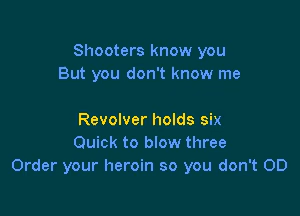 Shooters know you
But you don't know me
Revolver holds six
Quick to blow three
Order your heroin so you don't OD